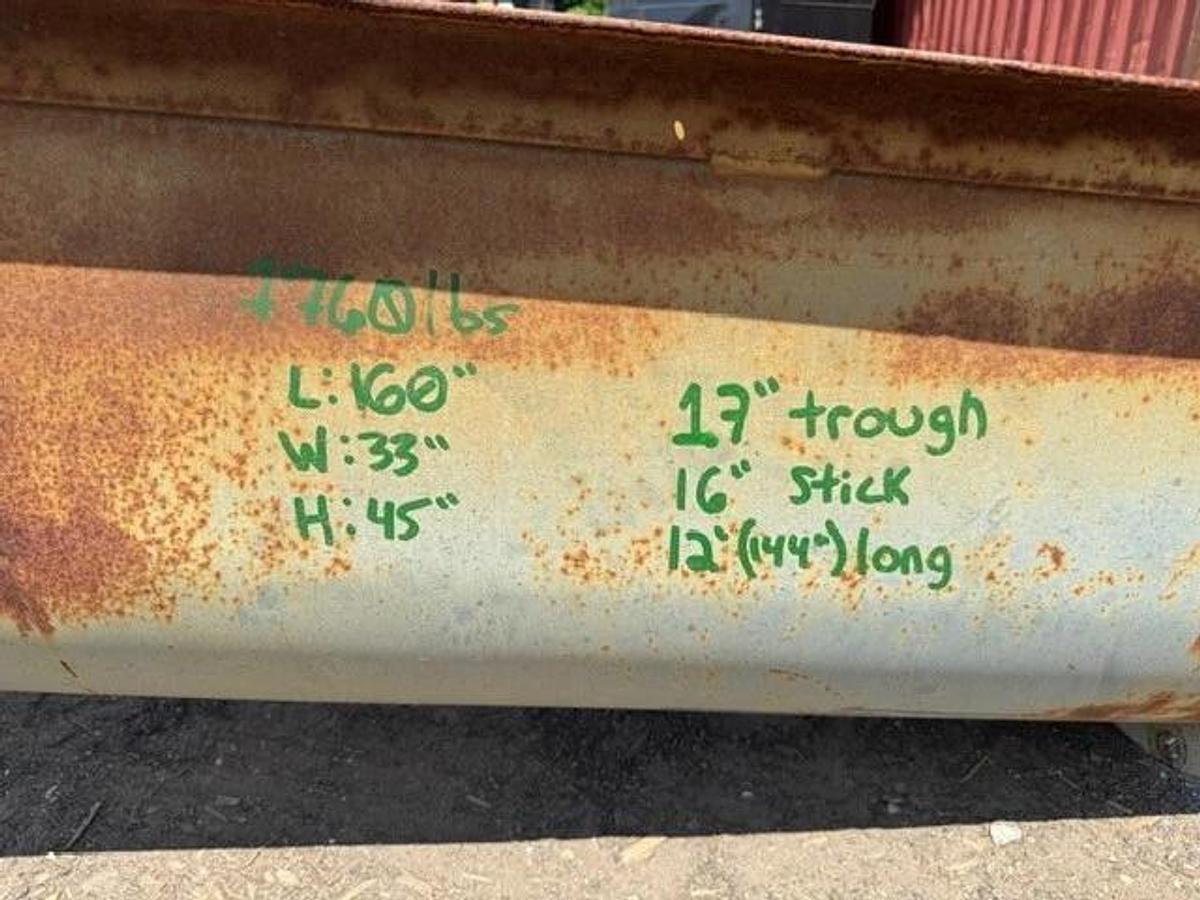 1760lbs
L:160"
W:33"
H:45"
17" trough
16" stick
12' (144") long